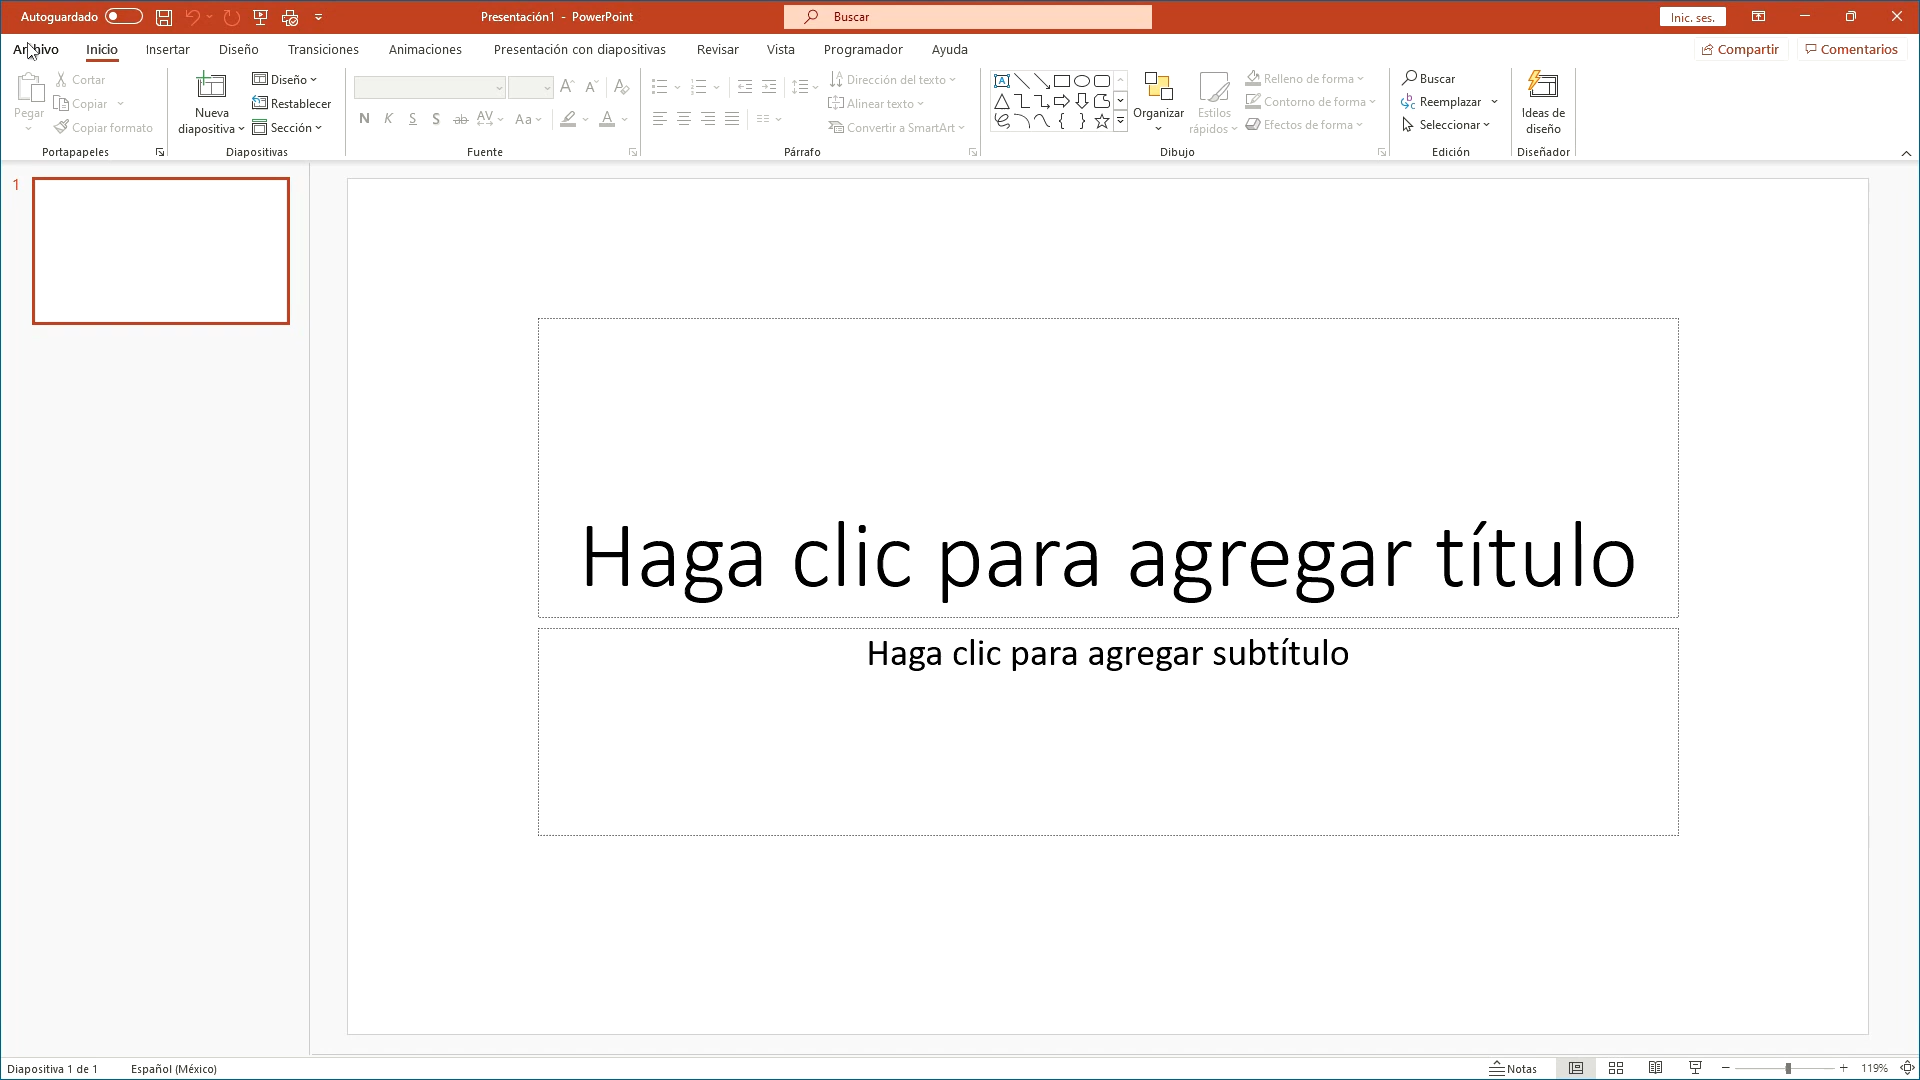 Autoguardado
Presentación1 - PowerPoint
Buscar
Inic. ses.
Archivo
Inicio
Insertar
Diseño
Transiciones
Animaciones
Presentación con diapositivas
Revisar
Vista
Programador
Ayuda
Compartir
Comentarios
Pegar
Cortar
Copiar
Copiar formato
Portapapeles
Nueva
diapositiva
Diseño
Restablecer
Sección
Diapositivas
N K S S ab AV Aa A
Fuente
Dirección del texto
Alinear texto
Convertir a SmartArt
Párrafo
Organizar
Estilos
rápidos
Relleno de forma
Contorno de forma
Efectos de forma
Dibujo
Buscar
Reemplazar
Seleccionar
Edición
Ideas de
diseño
Diseñador
1
Haga clic para agregar título
Haga clic para agregar subtítulo
Diapositiva 1 de 1
Español (México)
Notas
119%